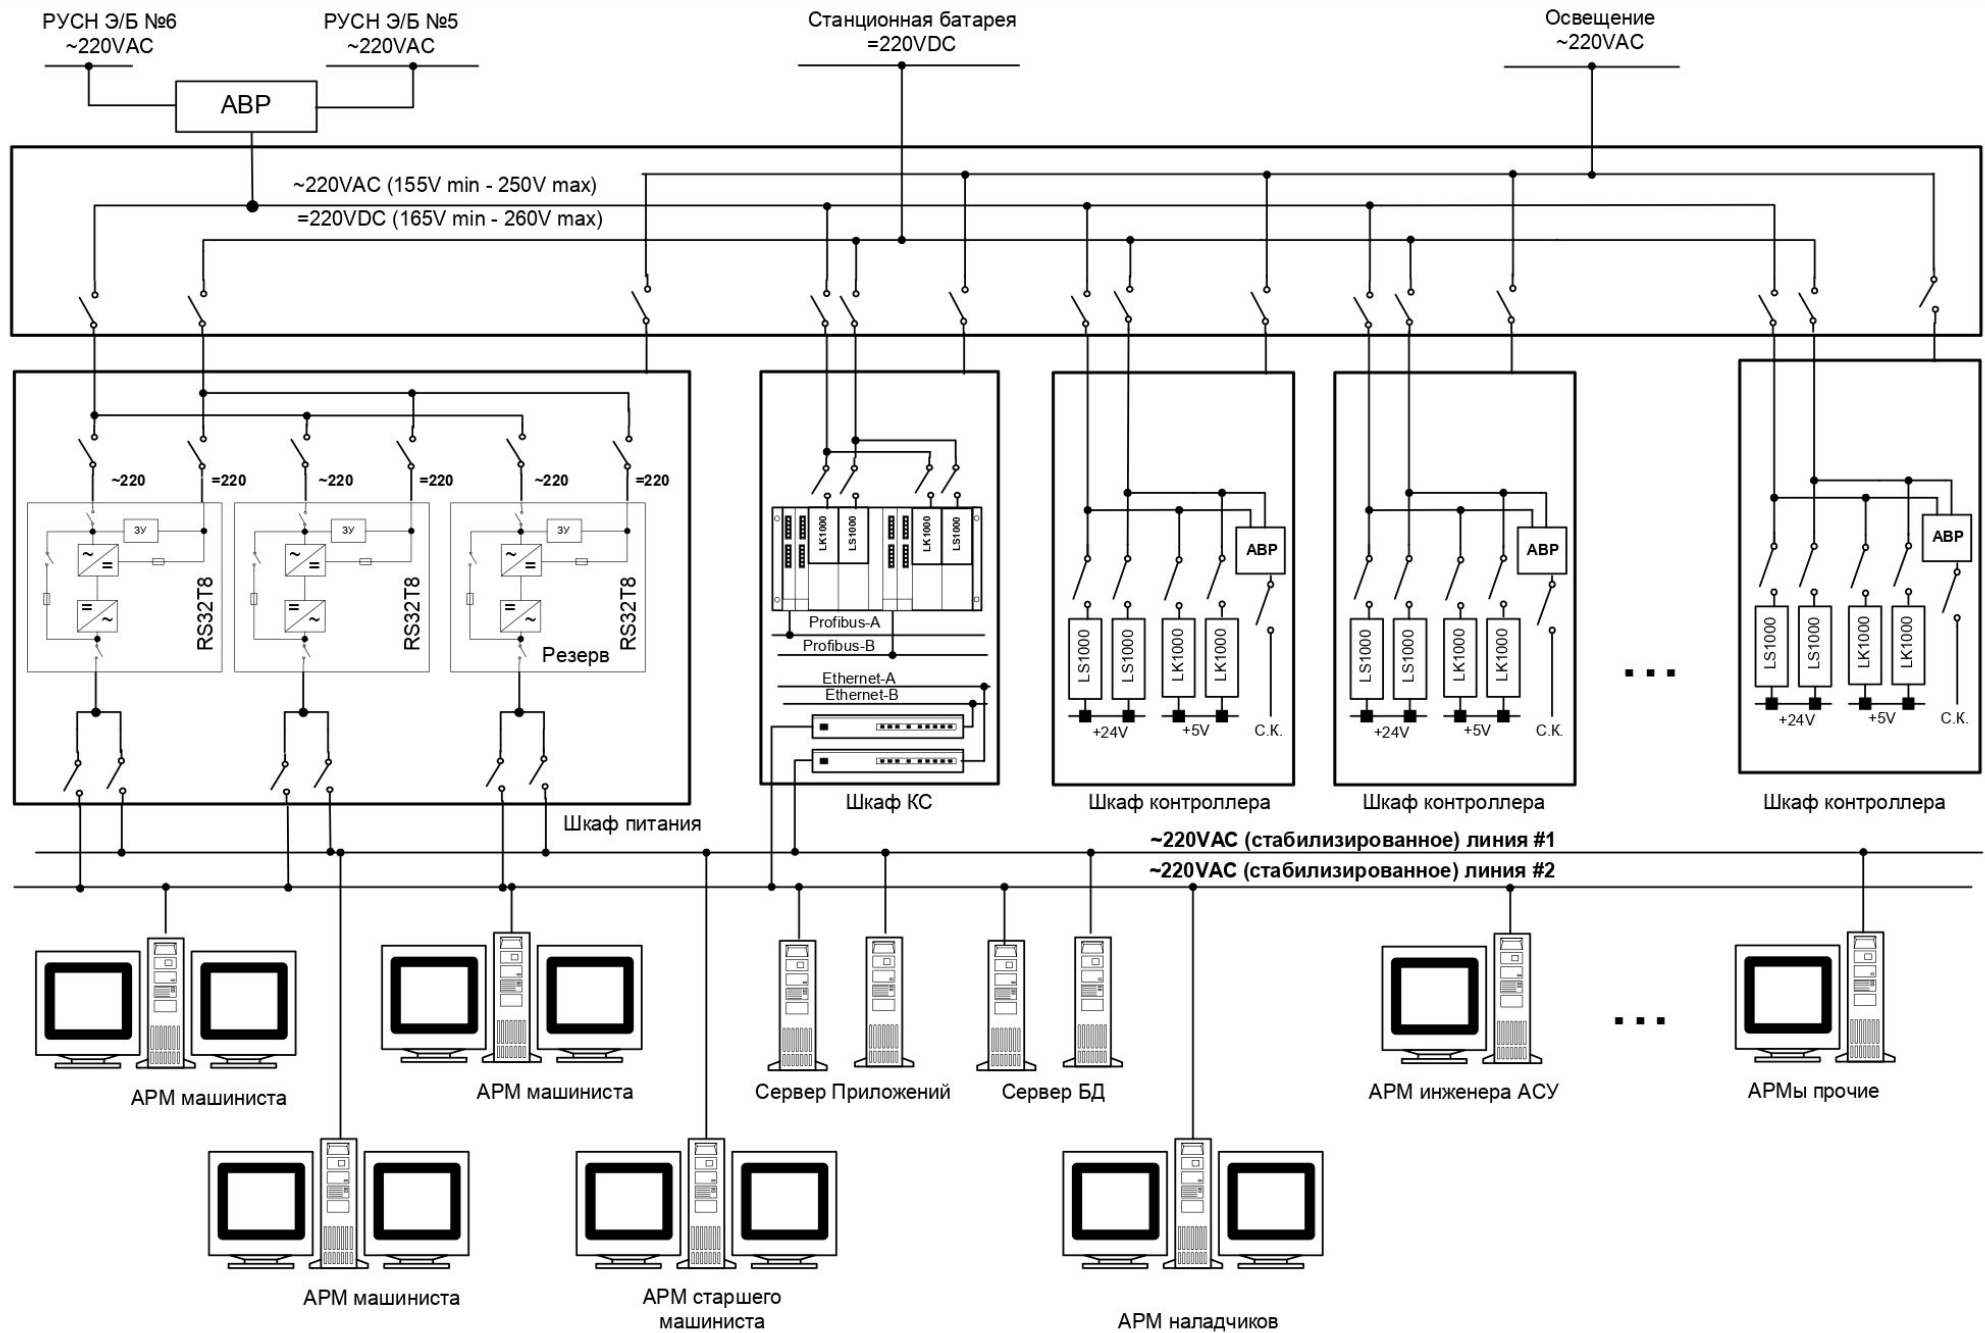 РУСН Э/Б №6
~220VAC
РУСН Э/Б №5
~220VAC
Станционная батарея
=220VDC
Освещение
~220VAC
АВР
~220VAC (155V min - 250V max)
=220VDC (165V min - 260V max)
~220
=220
~220
=220
~220
=220
ЗУ
ЗУ
ЗУ
~
=
~
=
~
=
=
~
=
~
=
~
RS32T8
RS32T8
RS32T8
Резерв
Шкаф питания
LK1000
LS1000
LK1000
LS1000
Profibus-A
Profibus-B
Ethernet-A
Ethernet-B
Шкаф КС
АВР
LS1000
LS1000
LK1000
LK1000
+24V
+5V
С.К.
Шкаф контроллера
АВР
LS1000
LS1000
LK1000
LK1000
+24V
+5V
С.К.
Шкаф контроллера
...
АВР
LS1000
LS1000
LK1000
LK1000
+24V
+5V
С.К.
Шкаф контроллера
~220VAC (стабилизированное) линия #1
~220VAC (стабилизированное) линия #2
АРМ машиниста
АРМ машиниста
Сервер Приложений
Сервер БД
АРМ инженера АСУ
...
АРМы прочие
АРМ машиниста
АРМ старшего
машиниста
АРМ наладчиков